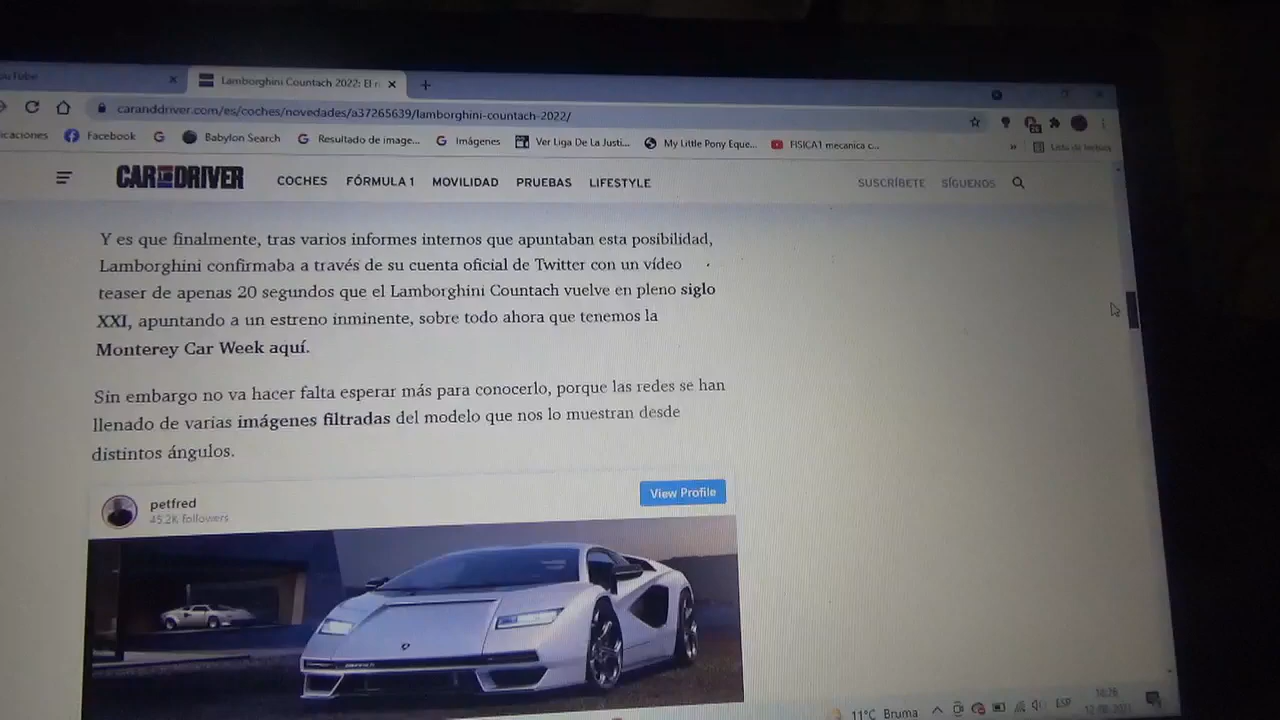 Lamborghini Countach 2022: El r
caranddriver.com/es/coches/novedades/a37265639/lamborghini-countach-2022/
Facebook
Babylon Search
Resultado de image...
Imágenes
Ver Liga De La Justi...
My Little Pony Eque...
FISICA1 mecanica c...
»
Lista de lectura
CAR AND DRIVER
COCHES
FÓRMULA 1
MOVILIDAD
PRUEBAS
LIFESTYLE
SUSCRÍBETE
SÍGUENOS
Y es que finalmente, tras varios informes internos que apuntaban esta posibilidad,
Lamborghini confirmaba a través de su cuenta oficial de Twitter con un vídeo
teaser de apenas 20 segundos que el Lamborghini Countach vuelve en pleno siglo
XXI, apuntando a un estreno inminente, sobre todo ahora que tenemos la
Monterey Car Week aquí.
Sin embargo no va hacer falta esperar más para conocerlo, porque las redes se han
llenado de varias imágenes filtradas del modelo que nos lo muestran desde
distintos ángulos.
petfred
45.2K followers
View Profile
11°C Bruma
ESP